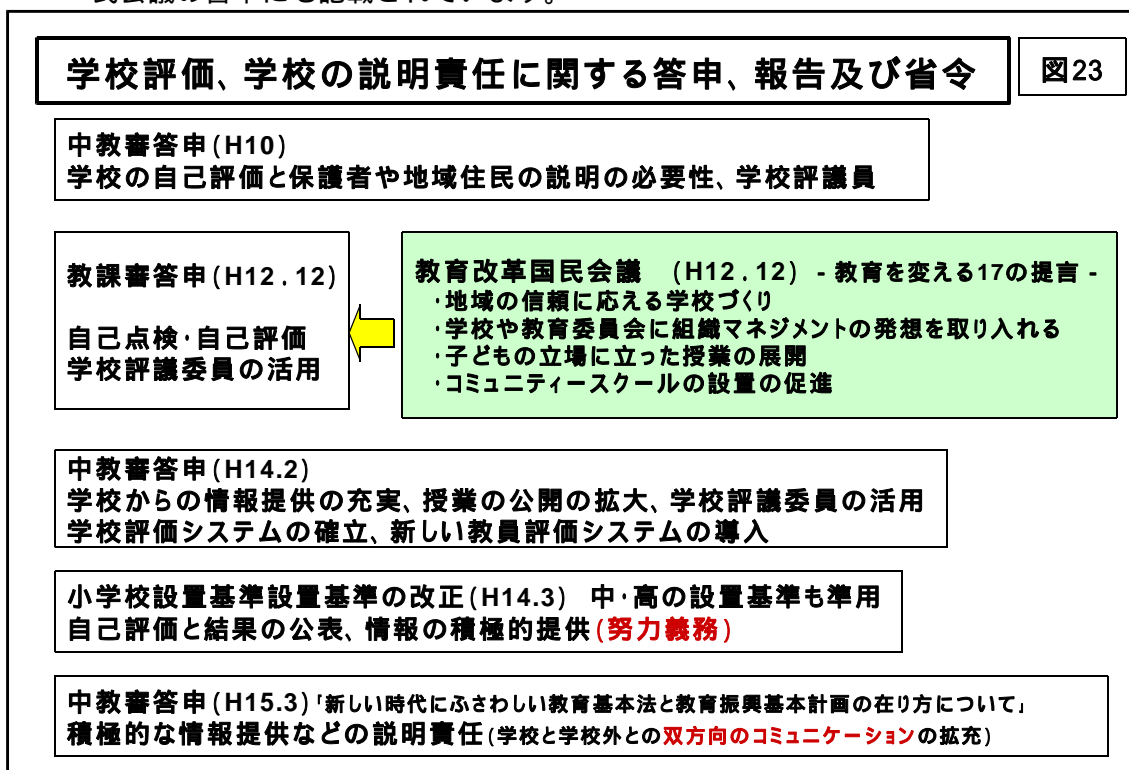 民会議の答申にも記載されています。
学校評価、学校の説明責任に関する答申、報告及び省令
図23
中教審答申(H10)
学校の自己評価と保護者や地域住民の説明の必要性、学校評議員
教課審答申(H12.12)
自己点検・自己評価
学校評議委員の活用
教育改革国民会議 (H12.12) - 教育を変える17の提言 -
・地域の信頼に応える学校づくり
・学校や教育委員会に組織マネジメントの発想を取り入れる
・子どもの立場に立った授業の展開
・コミュニティースクールの設置の促進
中教審答申(H14.2)
学校からの情報提供の充実、授業の公開の拡大、学校評議委員の活用
学校評価システムの確立、新しい教員評価システムの導入
小学校設置基準設置基準の改正(H14.3) 中・高の設置基準も準用
自己評価と結果の公表、情報の積極的提供(努力義務)
中教審答申(H15.3)「新しい時代にふさわしい教育基本法と教育振興基本計画の在り方について」
積極的な情報提供などの説明責任(学校と学校外との双方向のコミュニケーションの拡充)